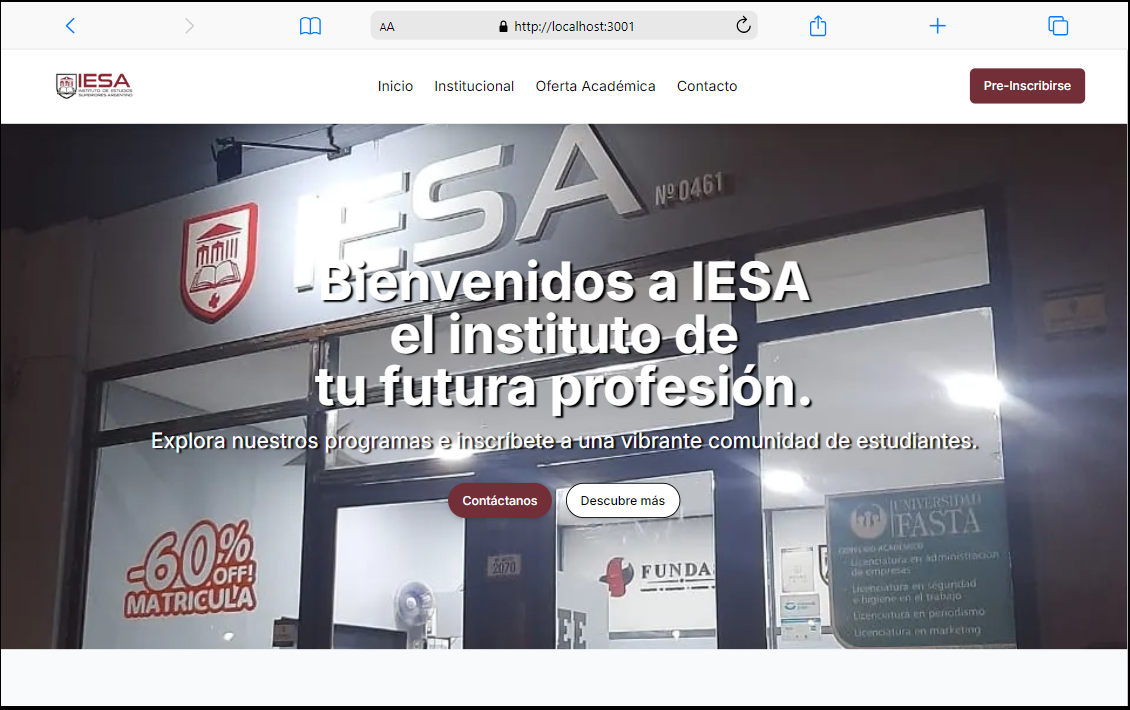 AA
http://localhost:3001
IESA
INSTITUTO DE ESTUDIOS
SUPERIORES ARGENTINO
Inicio
Institucional
Oferta Académica
Contacto
Pre-Inscribirse
IESA
Nº 0461
Bienvenidos a IESA
el instituto de
tu futura profesión.
Explora nuestros programas e inscríbete a una vibrante comunidad de estudiantes.
Contáctanos
Descubre más
-60%
OFF!
MATRICULA
2070
FUNDA
EE
UNIVERSIDAD
FASTA
CONVENIO ACADÉMICO
Licenciatura en administración
de empresas
Licenciatura en seguridad
e higiene en el trabajo
Licenciatura en periodismo
Licenciatura en marketing